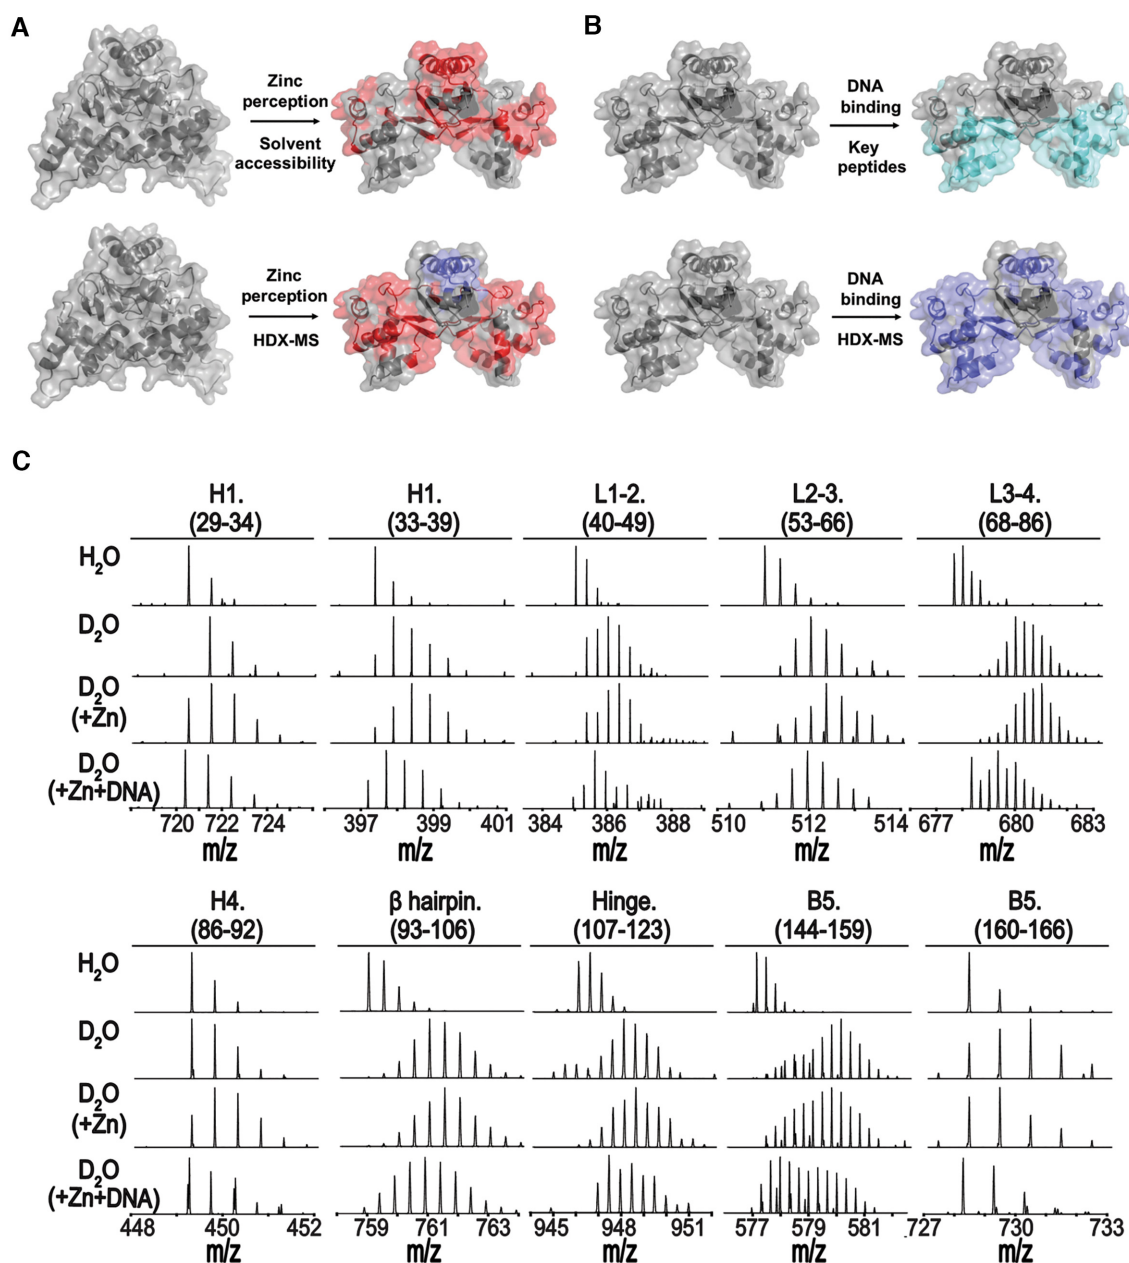 A
B
Zinc
perception
Solvent
accessibility
DNA
binding
Key
peptides
Zinc
perception
HDX-MS
DNA
binding
HDX-MS
C
H1.
(29-34)
H1.
(33-39)
L1-2.
(40-49)
L2-3.
(53-66)
L3-4.
(68-86)
H2O
D2O
D2O
(+Zn)
D2O
(+Zn+DNA)
720 722 724
397 399 401
384 386 388
510 512 514
677 680 683
m/z m/z m/z m/z m/z
H4.
(86-92)
β hairpin.
(93-106)
Hinge.
(107-123)
B5.
(144-159)
B5.
(160-166)
H2O
D2O
D2O
(+Zn)
D2O
(+Zn+DNA)
448 450 452
759 761 763
945 948 951
577 579 581
727 730 733
m/z m/z m/z m/z m/z